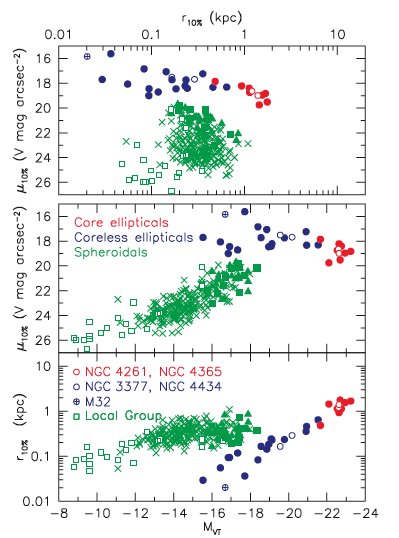 r10% (kpc)
0.1 1 10
μ10% (V mag arcsec−2)
16
18
20
22
24
26
μ10% (V mag arcsec−2)
16
18
20
22
24
26
Core ellipticals
Coreless ellipticals
Spheroidals
r10% (kpc)
10
1
0.1
0.01
NGC 4261, NGC 4365
NGC 3377, NGC 4434
M32
Local Group
−8 −10 −12 −14 −16 −18 −20 −22 −24
MVT